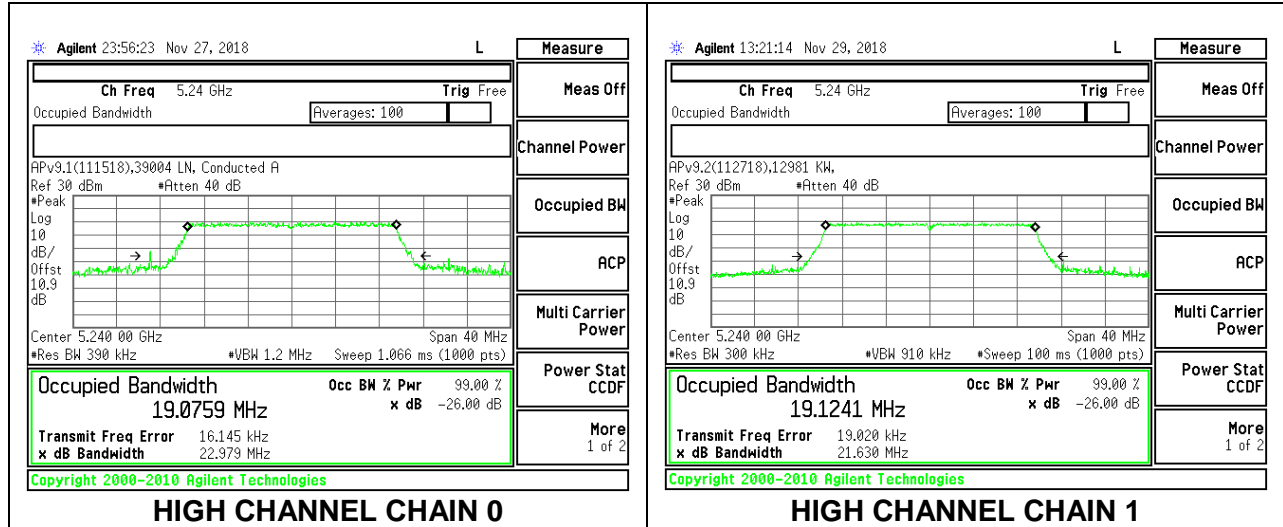 Agilent 23:56:23 Nov 27, 2018 L
Measure
Ch Freq 5.24 GHz Trig Free
Meas Off
Occupied Bandwidth Averages: 100
Channel Power
APv9.1(111518),39004 LN, Conducted A
Ref 30 dBm #Atten 40 dB
#Peak
Log
10
dB/
Offst
10.9
dB
Occupied BW
ACP
Multi Carrier
Power
Center 5.240 00 GHz Span 40 MHz
#Res BW 390 kHz #VBW 1.2 MHz Sweep 1.066 ms (1000 pts)
Power Stat
CCDF
Occupied Bandwidth Occ BW % Pwr 99.00 %
19.0759 MHz x dB -26.00 dB
Transmit Freq Error 16.145 kHz
x dB Bandwidth 22.979 MHz
More
1 of 2
Copyright 2000-2010 Agilent Technologies
HIGH CHANNEL CHAIN 0
Agilent 13:21:14 Nov 29, 2018 L
Measure
Ch Freq 5.24 GHz Trig Free
Meas Off
Occupied Bandwidth Averages: 100
Channel Power
APv9.2(112718),12981 KW,
Ref 30 dBm #Atten 40 dB
#Peak
Log
10
dB/
Offst
10.9
dB
Occupied BW
ACP
Multi Carrier
Power
Center 5.240 00 GHz Span 40 MHz
#Res BW 300 kHz #VBW 910 kHz #Sweep 100 ms (1000 pts)
Power Stat
CCDF
Occupied Bandwidth Occ BW % Pwr 99.00 %
19.1241 MHz x dB -26.00 dB
Transmit Freq Error 19.020 kHz
x dB Bandwidth 21.630 MHz
More
1 of 2
Copyright 2000-2010 Agilent Technologies
HIGH CHANNEL CHAIN 1